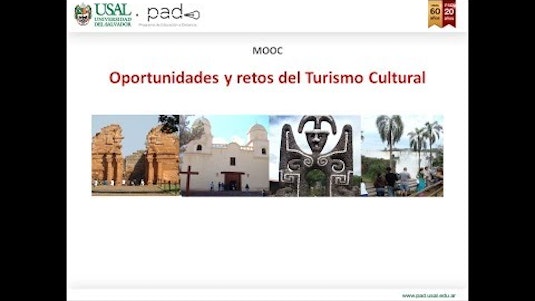 USAL
UNIVERSIDAD
DEL SALVADOR
.pad
Programa de Educación a Distancia
60
años
20
años
MOOC
Oportunidades y retos del Turismo Cultural
www.pad.usal.edu.ar